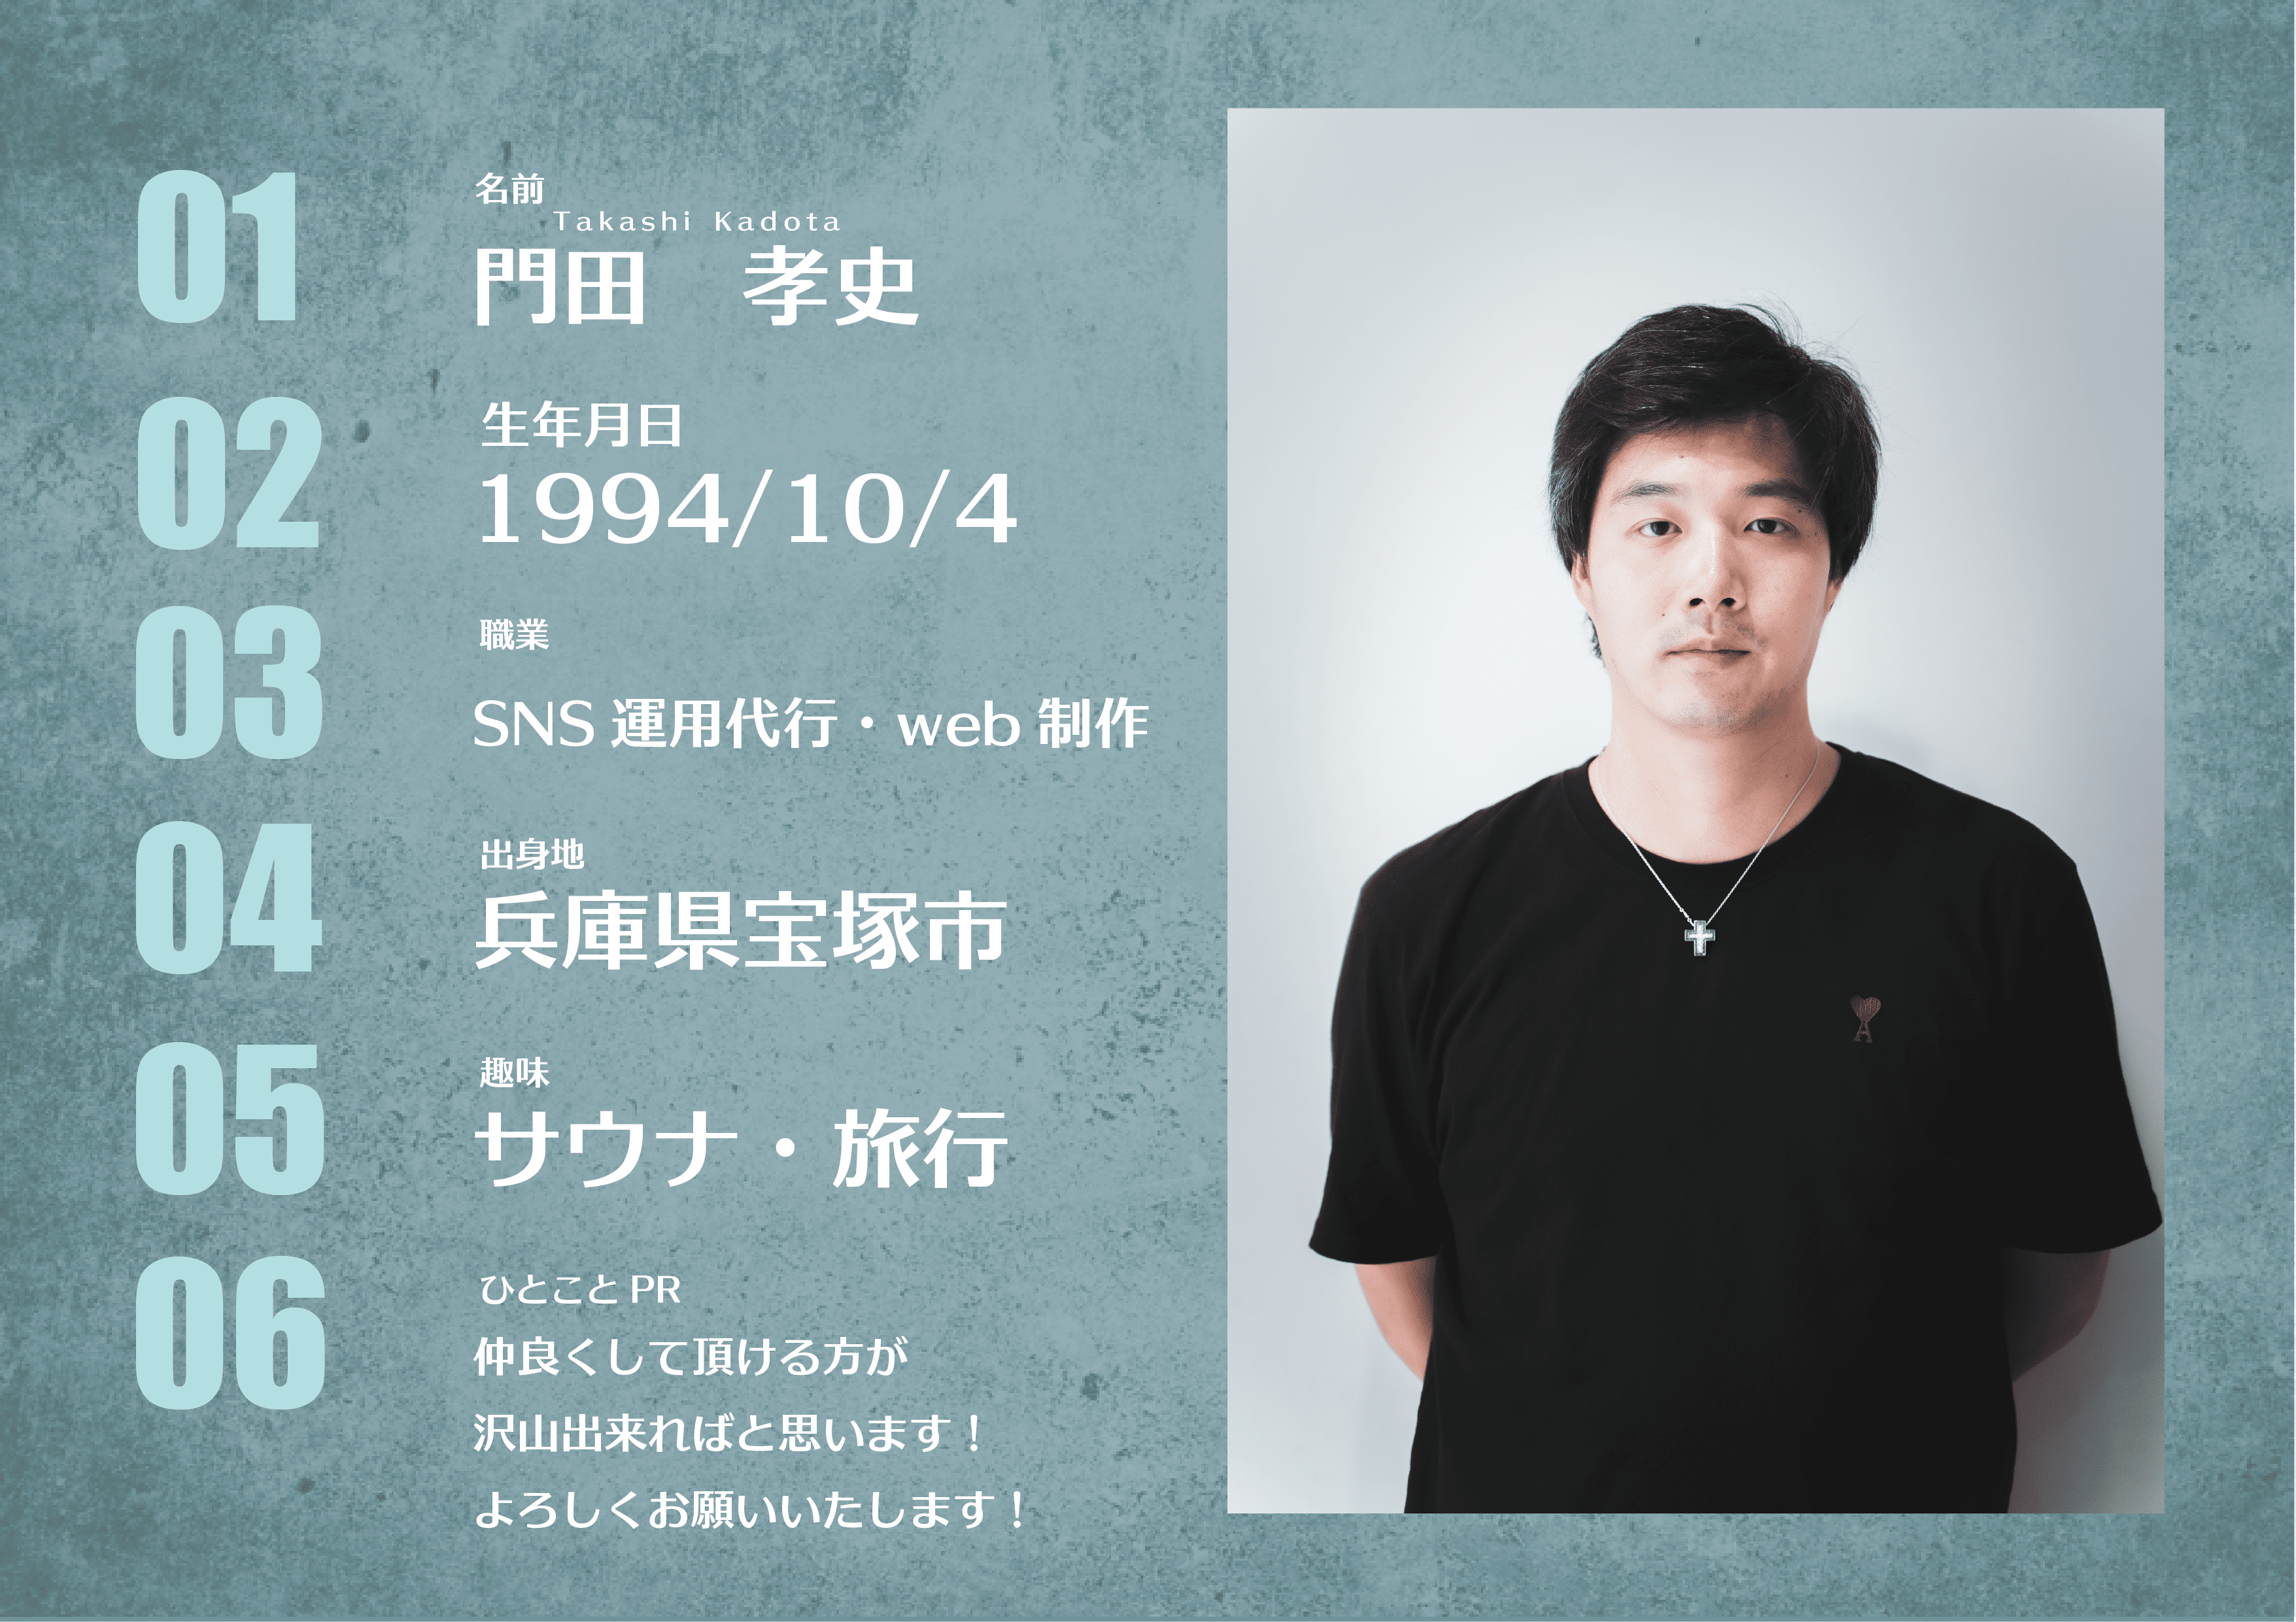 01
名前
Takashi Kadota
門田　孝史
02
生年月日
1994/10/4
03
職業
SNS 運用代行・web 制作
04
出身地
兵庫県宝塚市
05
趣味
サウナ・旅行
06
ひとこと PR
仲良くして頂ける方が
沢山出来ればと思います！
よろしくお願いいたします！
A